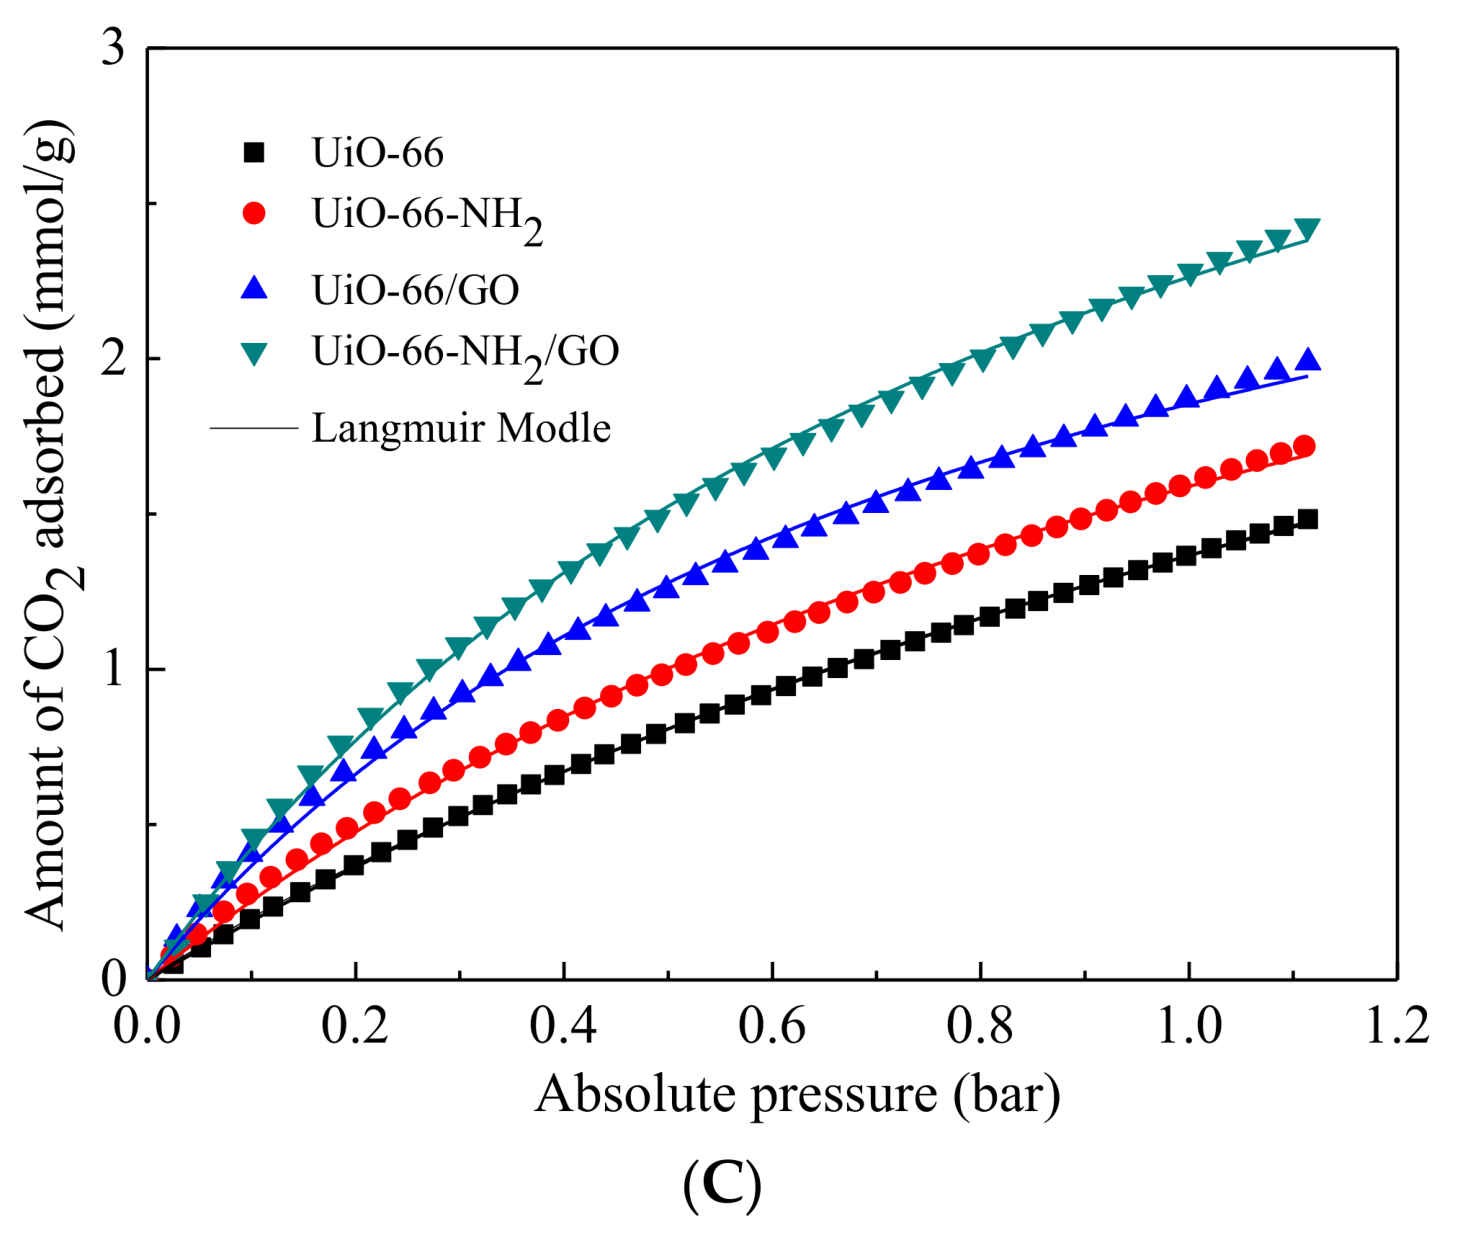 3
2
1
0
Amount of CO2 adsorbed (mmol/g)
UiO-66
UiO-66-NH2
UiO-66/GO
UiO-66-NH2/GO
Langmuir Modle
0.0 0.2 0.4 0.6 0.8 1.0 1.2
Absolute pressure (bar)
(C)